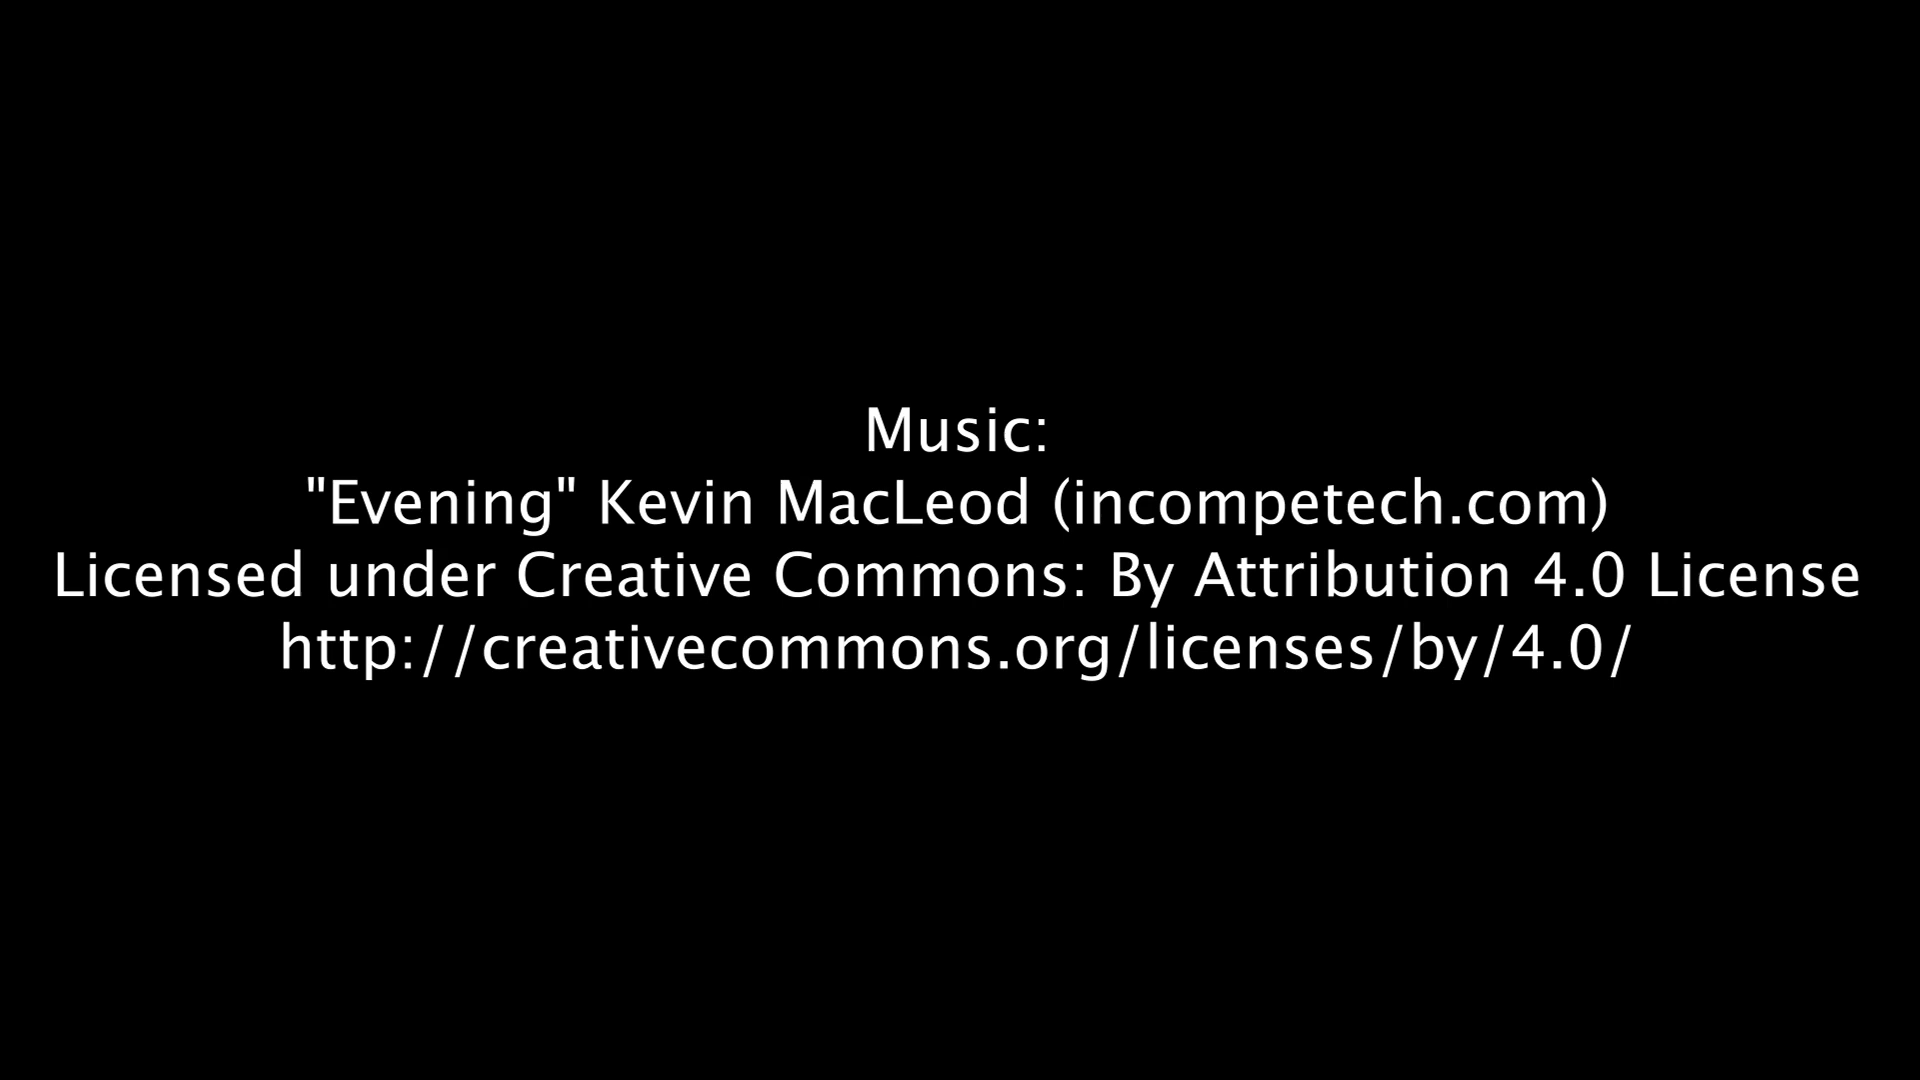 Music:
"Evening" Kevin MacLeod (incompetech.com)
Licensed under Creative Commons: By Attribution 4.0 License
http://creativecommons.org/licenses/by/4.0/